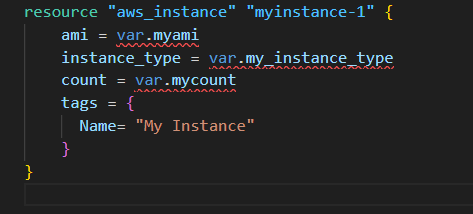 resource "aws_instance" "myinstance-1" {
    ami = var.myami
    instance_type = var.my_instance_type
    count = var.mycount
    tags = {
      Name= "My Instance"
    }
}